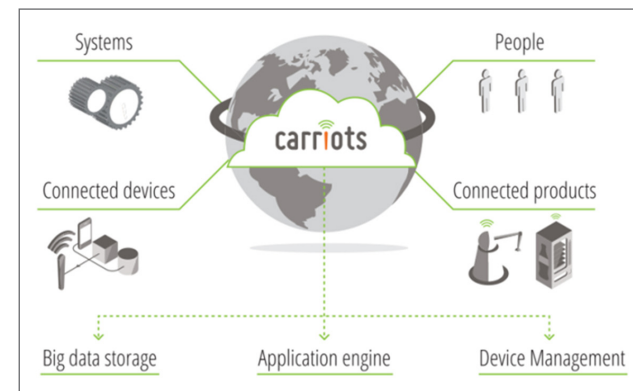 Systems
People
carriots
Connected devices
Connected products
Big data storage
Application engine
Device Management